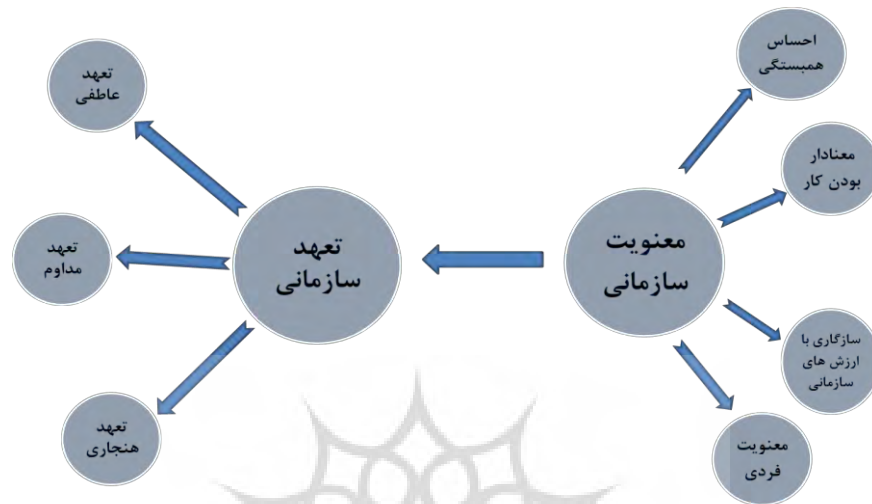 احساس
همبستگی
معنادار
بودن کار
معنویت
سازمانی
سازگاری با
ارزش های
سازمانی
معنویت
فردی
تعهد
سازمانی
تعهد
عاطفی
تعهد
مداوم
تعهد
هنجاری